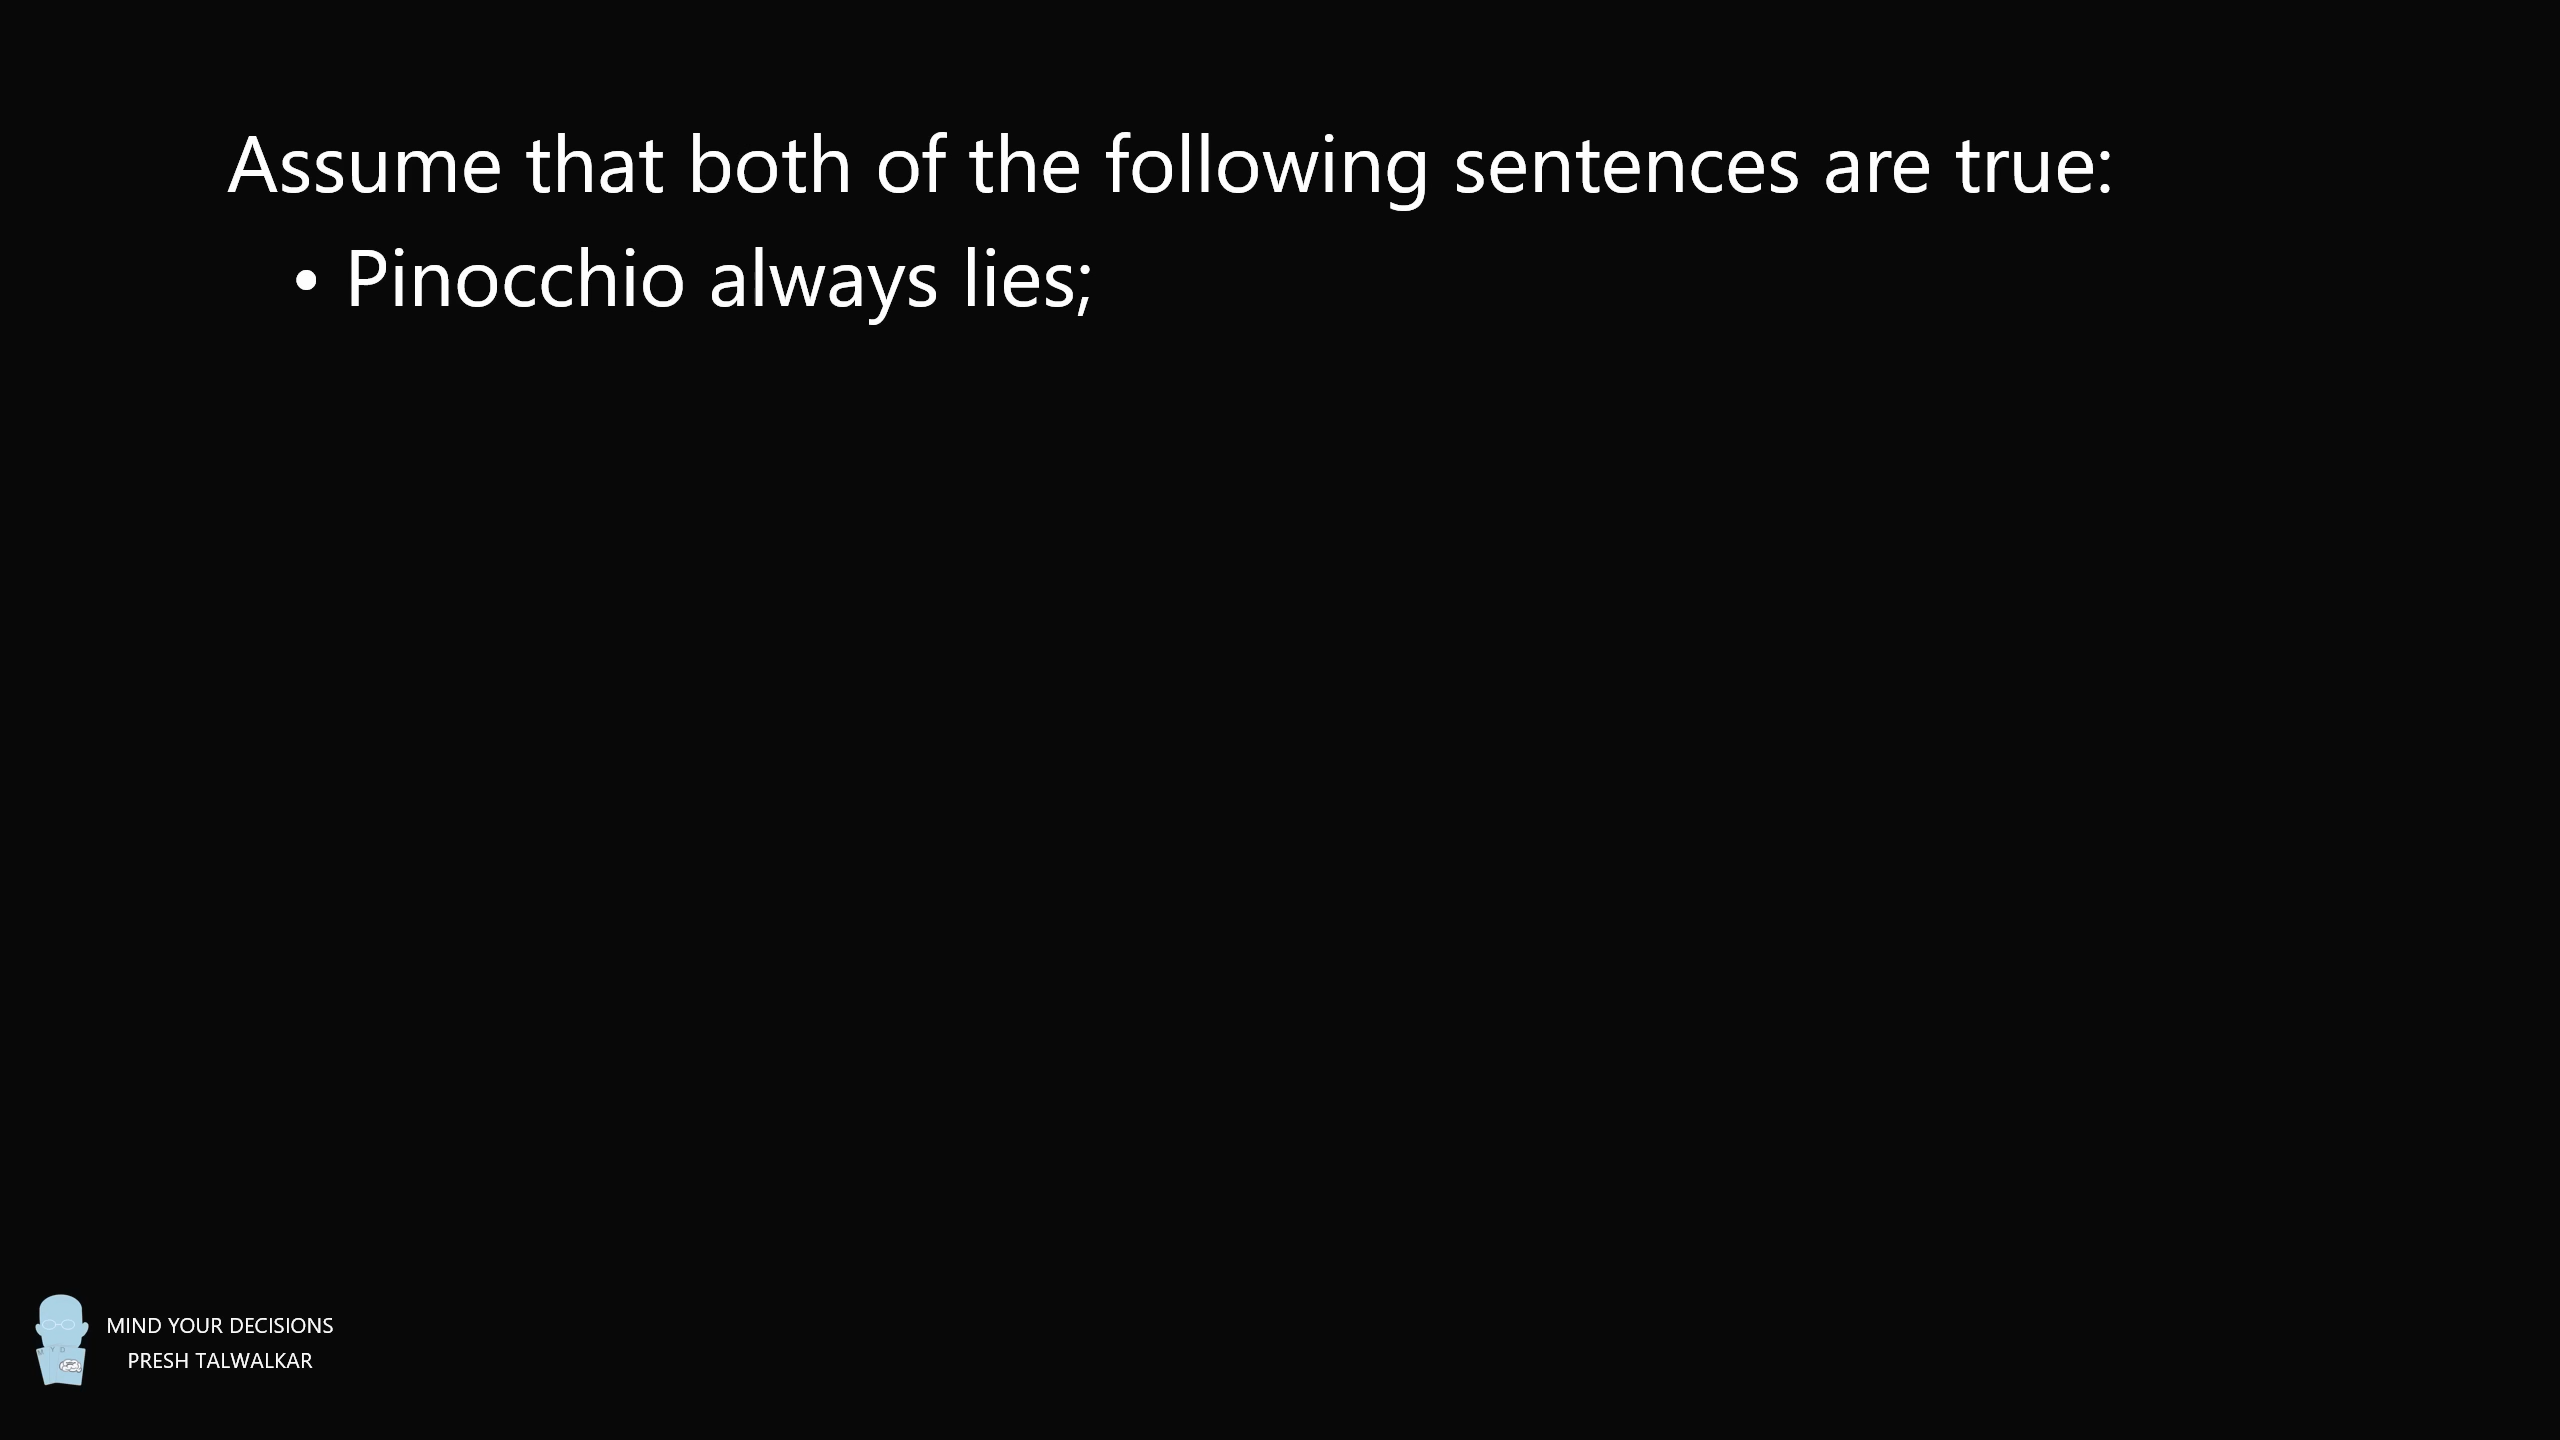 Assume that both of the following sentences are true:
• Pinocchio always lies;
MIND YOUR DECISIONS
PRESH TALWALKAR